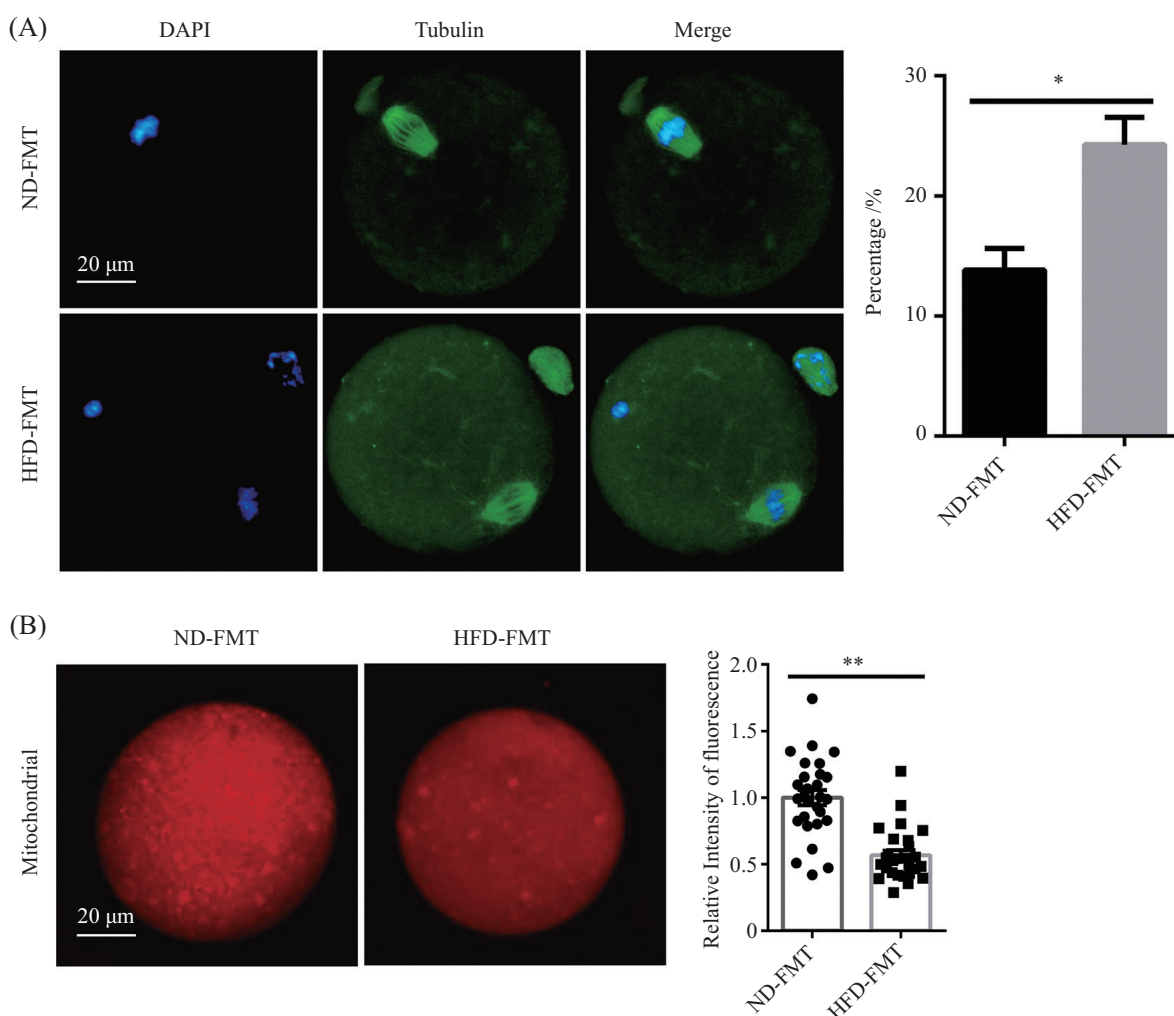 (A)
DAPI
Tubulin
Merge
ND-FMT
20 μm
HFD-FMT
Percentage /%
30
20
10
0
*
ND-FMT
HFD-FMT
(B)
ND-FMT
HFD-FMT
Mitochondrial
20 μm
Relative Intensity of fluorescence
2.0
1.5
1.0
0.5
0
**
ND-FMT
HFD-FMT